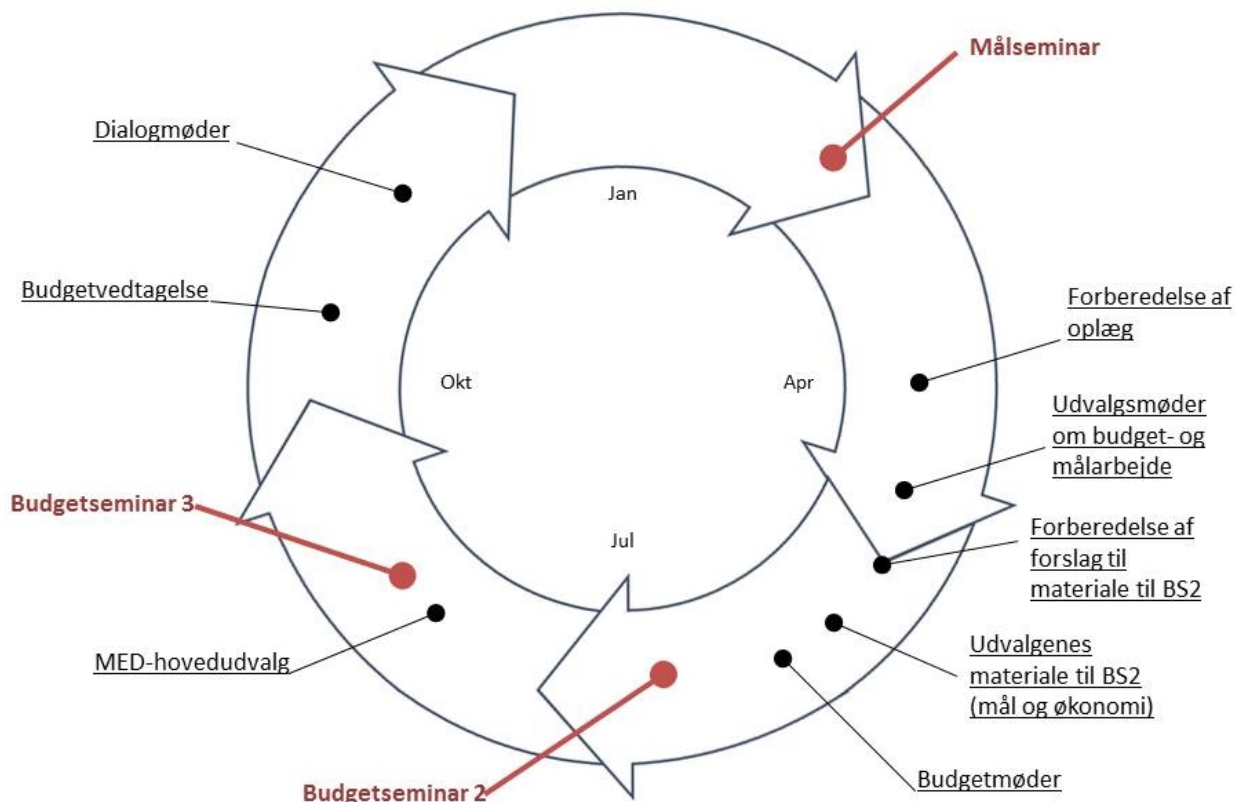 Målseminar
Dialogmøder
Jan
Budgetvedtagelse
Forberedelse af
oplæg
Okt
Apr
Udvalgsmøder
om budget- og
målarbejde
Budgetseminar 3
Jul
Forberedelse af
forslag til
materiale til BS2
MED-hovedudvalg
Udvalgenes
materiale til BS2
(mål og økonomi)
Budgetmøder
Budgetseminar 2